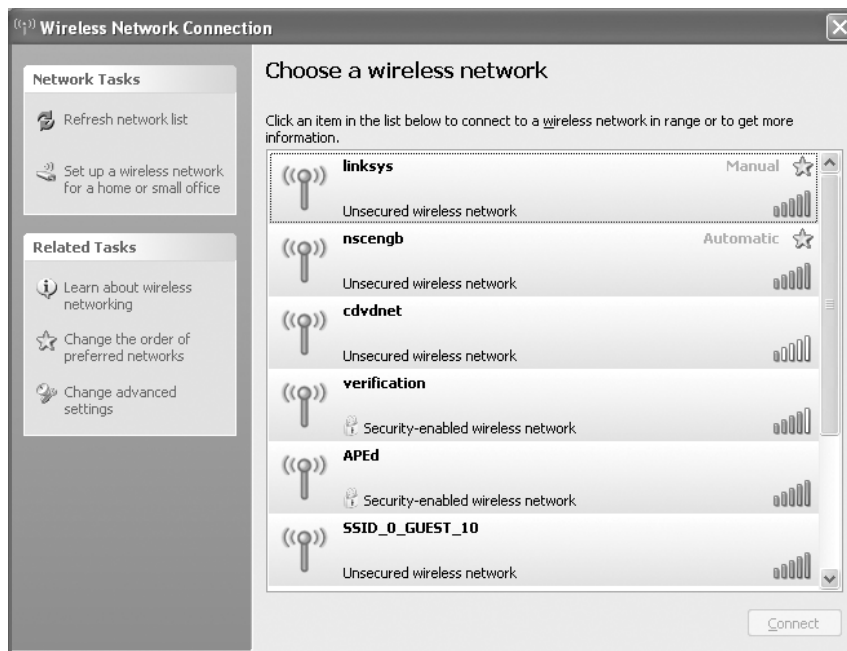 Wireless Network Connection
Network Tasks
Refresh network list
Set up a wireless network
for a home or small office
Related Tasks
Learn about wireless
networking
Change the order of
preferred networks
Change advanced
settings
Choose a wireless network
Click an item in the list below to connect to a wireless network in range or to get more
information.
linksys Manual
Unsecured wireless network
nscengb Automatic
Unsecured wireless network
cdvdnet
Unsecured wireless network
verification
Security-enabled wireless network
APEd
Security-enabled wireless network
SSID_0_GUEST_10
Unsecured wireless network
Connect